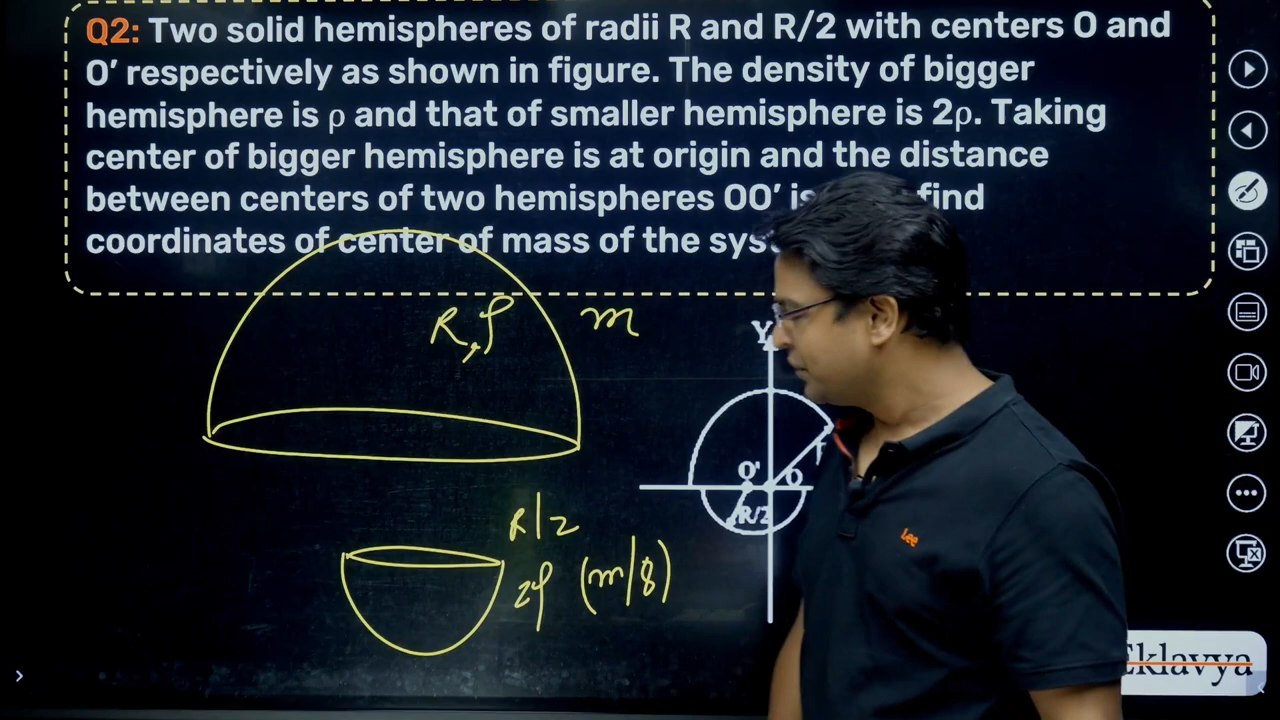 Q2: Two solid hemispheres of radii R and R/2 with centers O and
O' respectively as shown in figure. The density of bigger
hemisphere is ρ and that of smaller hemisphere is 2ρ. Taking
center of bigger hemisphere is at origin and the distance
between centers of two hemispheres OO' is find
coordinates of center of mass of the
R,ρ m
Y
O' O
R/2
R/2
2ρ (m/8)
Lee
Eklavya